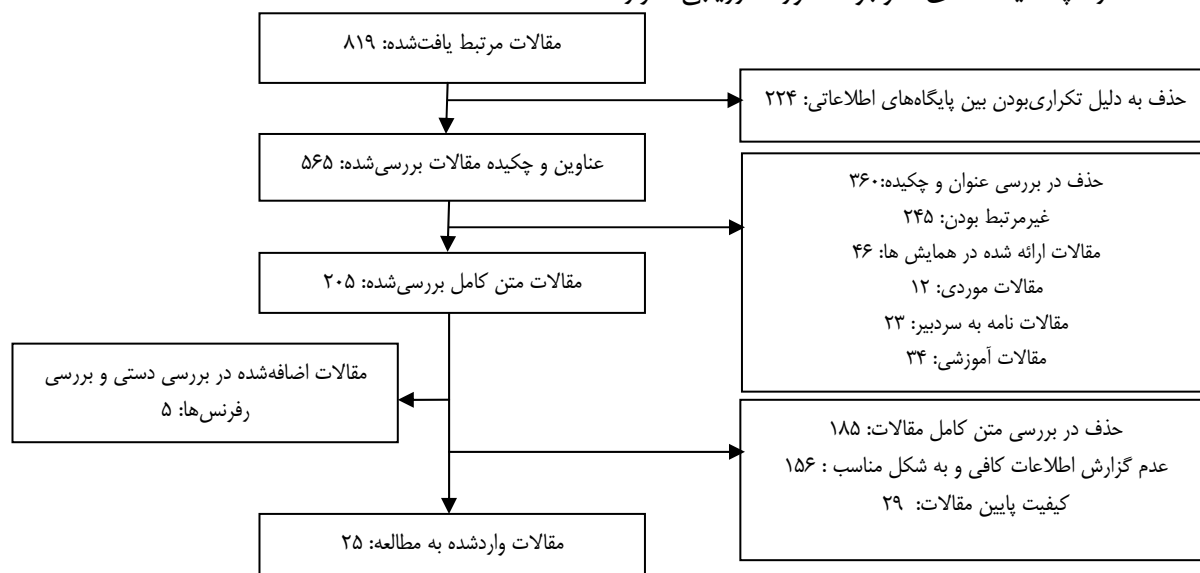 مقالات مرتبط یافت‌شده: ۸۱۹
حذف به دلیل تکراری‌بودن بین پایگاه‌های اطلاعاتی: ۲۲۴
عناوین و چکیده مقالات بررسی‌شده: ۵۶۵
حذف در بررسی عنوان و چکیده:۳۶۰
غیرمرتبط بودن: ۲۴۵
مقالات ارائه شده در همایش ها: ۴۶
مقالات موردی: ۱۲
مقالات نامه به سردبیر: ۲۳
مقالات آموزشی: ۳۴
مقالات متن کامل بررسی‌شده: ۲۰۵
مقالات اضافه‌شده در بررسی دستی و بررسی
رفرنس‌ها: ۵
حذف در بررسی متن کامل مقالات: ۱۸۵
عدم گزارش اطلاعات کافی و به شکل مناسب : ۱۵۶
کیفیت پایین مقالات: ۲۹
مقالات واردشده به مطالعه: ۲۵